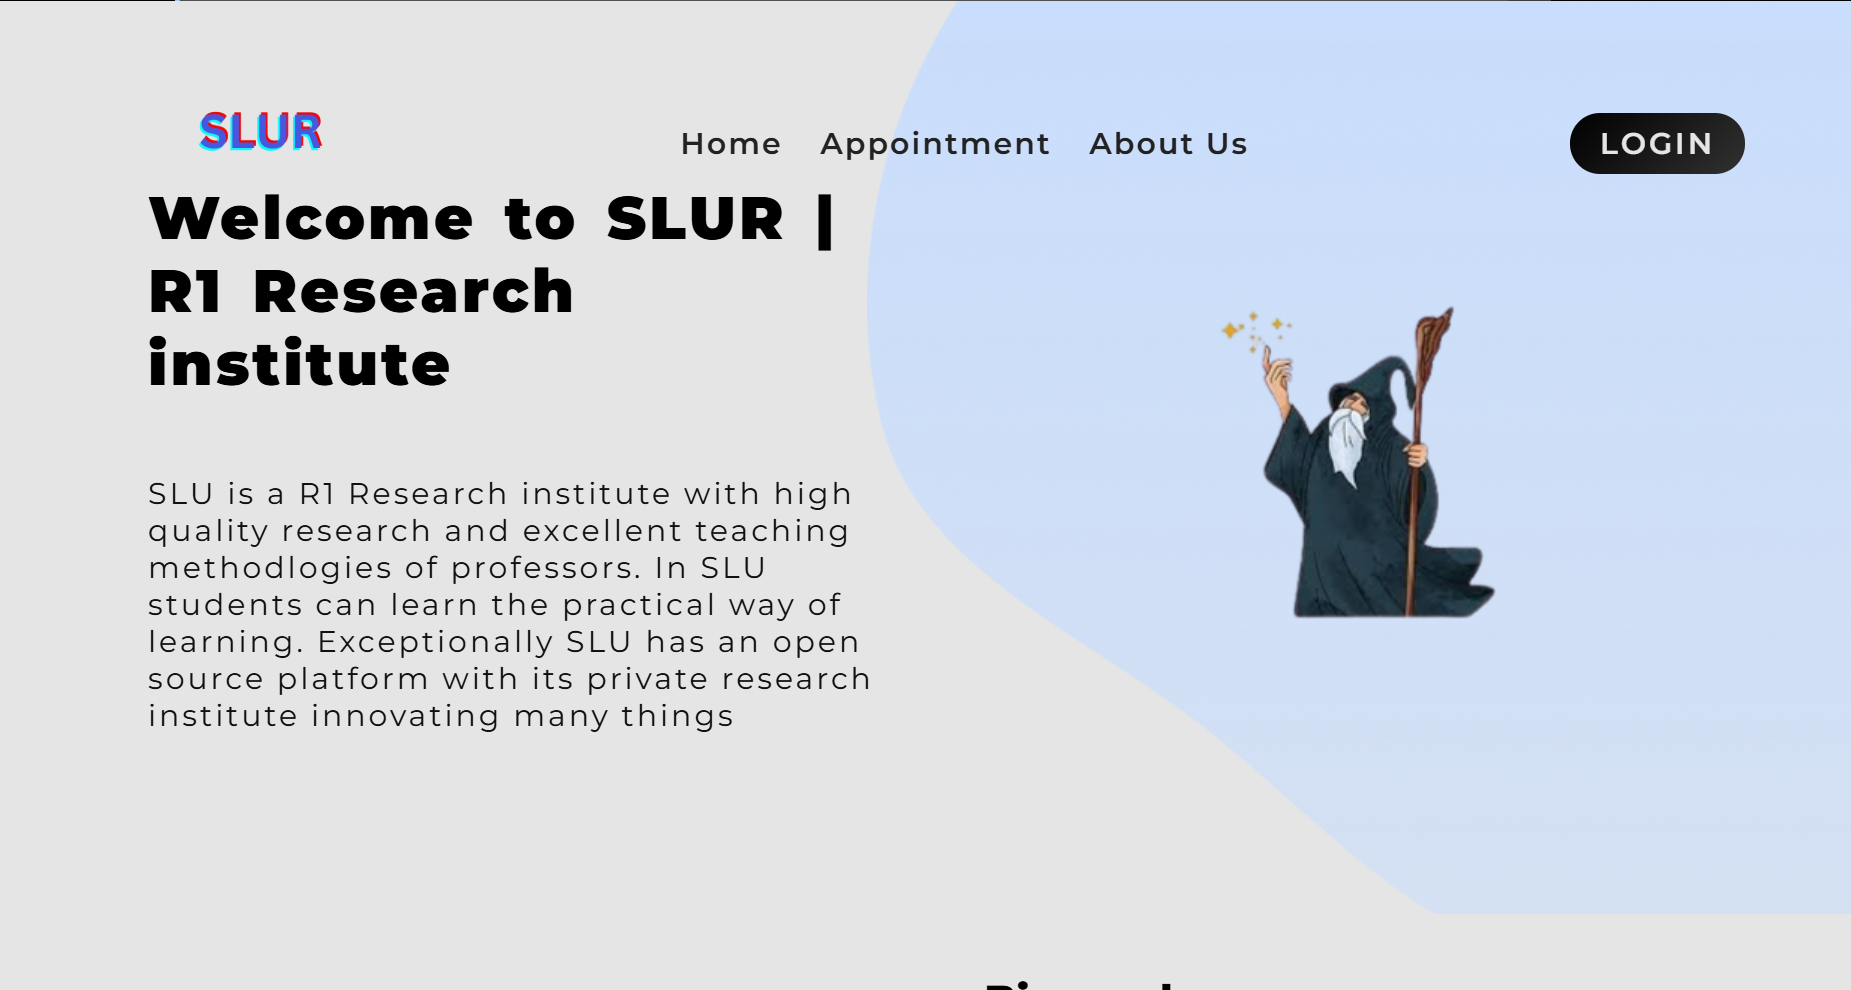 SLUR
Home Appointment About Us
LOGIN
Welcome to SLUR |
R1 Research
institute
SLU is a R1 Research institute with high
quality research and excellent teaching
methodlogies of professors. In SLU
students can learn the practical way of
learning. Exceptionally SLU has an open
source platform with its private research
institute innovating many things